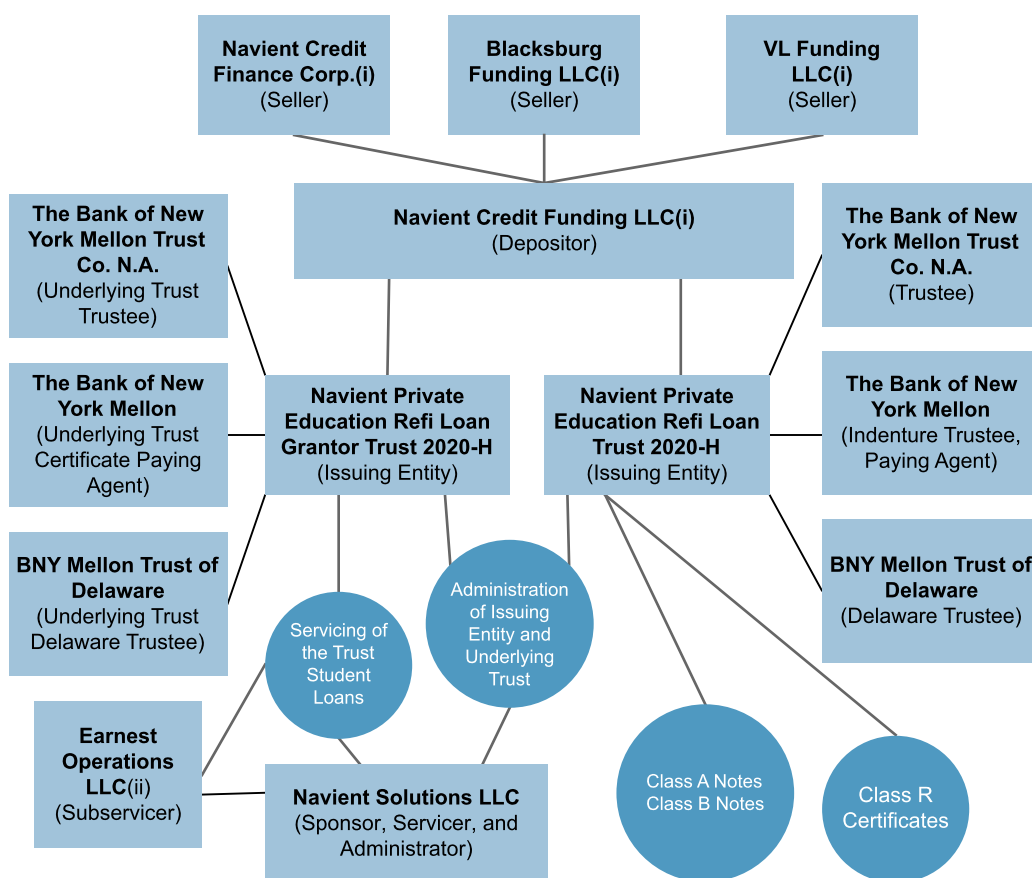 Navient Credit
Finance Corp.(i)
(Seller)
Blacksburg
Funding LLC(i)
(Seller)
VL Funding
LLC(i)
(Seller)
Navient Credit Funding LLC(i)
(Depositor)
The Bank of New
York Mellon Trust
Co. N.A.
(Underlying Trust
Trustee)
The Bank of New
York Mellon Trust
Co. N.A.
(Trustee)
The Bank of New
York Mellon
(Underlying Trust
Certificate Paying
Agent)
Navient Private
Education Refi Loan
Grantor Trust 2020-H
(Issuing Entity)
Navient Private
Education Refi Loan
Trust 2020-H
(Issuing Entity)
The Bank of New
York Mellon
(Indenture Trustee,
Paying Agent)
BNY Mellon Trust of
Delaware
(Underlying Trust
Delaware Trustee)
Servicing of
the Trust
Student
Loans
Administration
of Issuing
Entity and
Underlying
Trust
BNY Mellon Trust of
Delaware
(Delaware Trustee)
Earnest
Operations
LLC(ii)
(Subservicer)
Navient Solutions LLC
(Sponsor, Servicer, and
Administrator)
Class A Notes
Class B Notes
Class R
Certificates